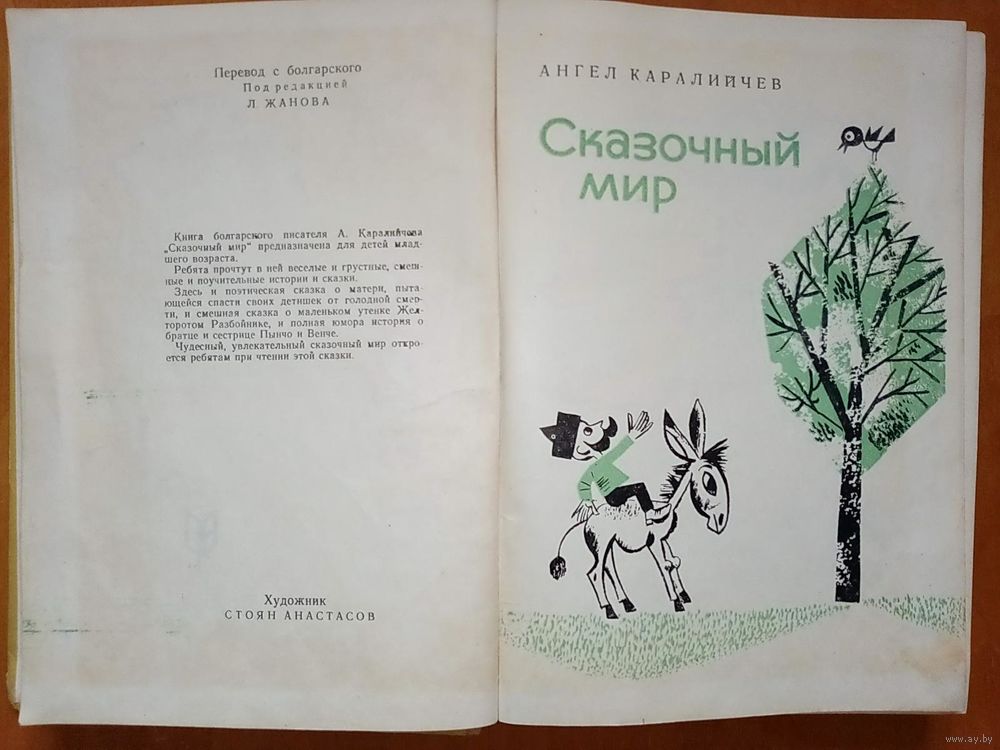 Перевод с болгарского
Под редакцией
Л. ЖАНОВА
Книга болгарского писателя А. Каралийчева
„Сказочный мир“ предназначена для детей млад-
шего возраста.
Ребята прочтут в ней веселые и грустные, смеш-
ные и поучительные истории и сказки.
Здесь и поэтическая сказка о матери, пыта-
ющейся спасти своих детишек от голодной смер-
ти, и смешная сказка о маленьком утенке Жел-
торотом Разбойнике, и полная юмора история о
братце и сестрице Пынчо и Венче.
Чудесный, увлекательный сказочный мир откро-
ется ребятам при чтении этой сказки.
Художник
СТОЯН АНАСТАСОВ
АНГЕЛ КАРАЛИЙЧЕВ
Сказочный
мир
www.ay.by